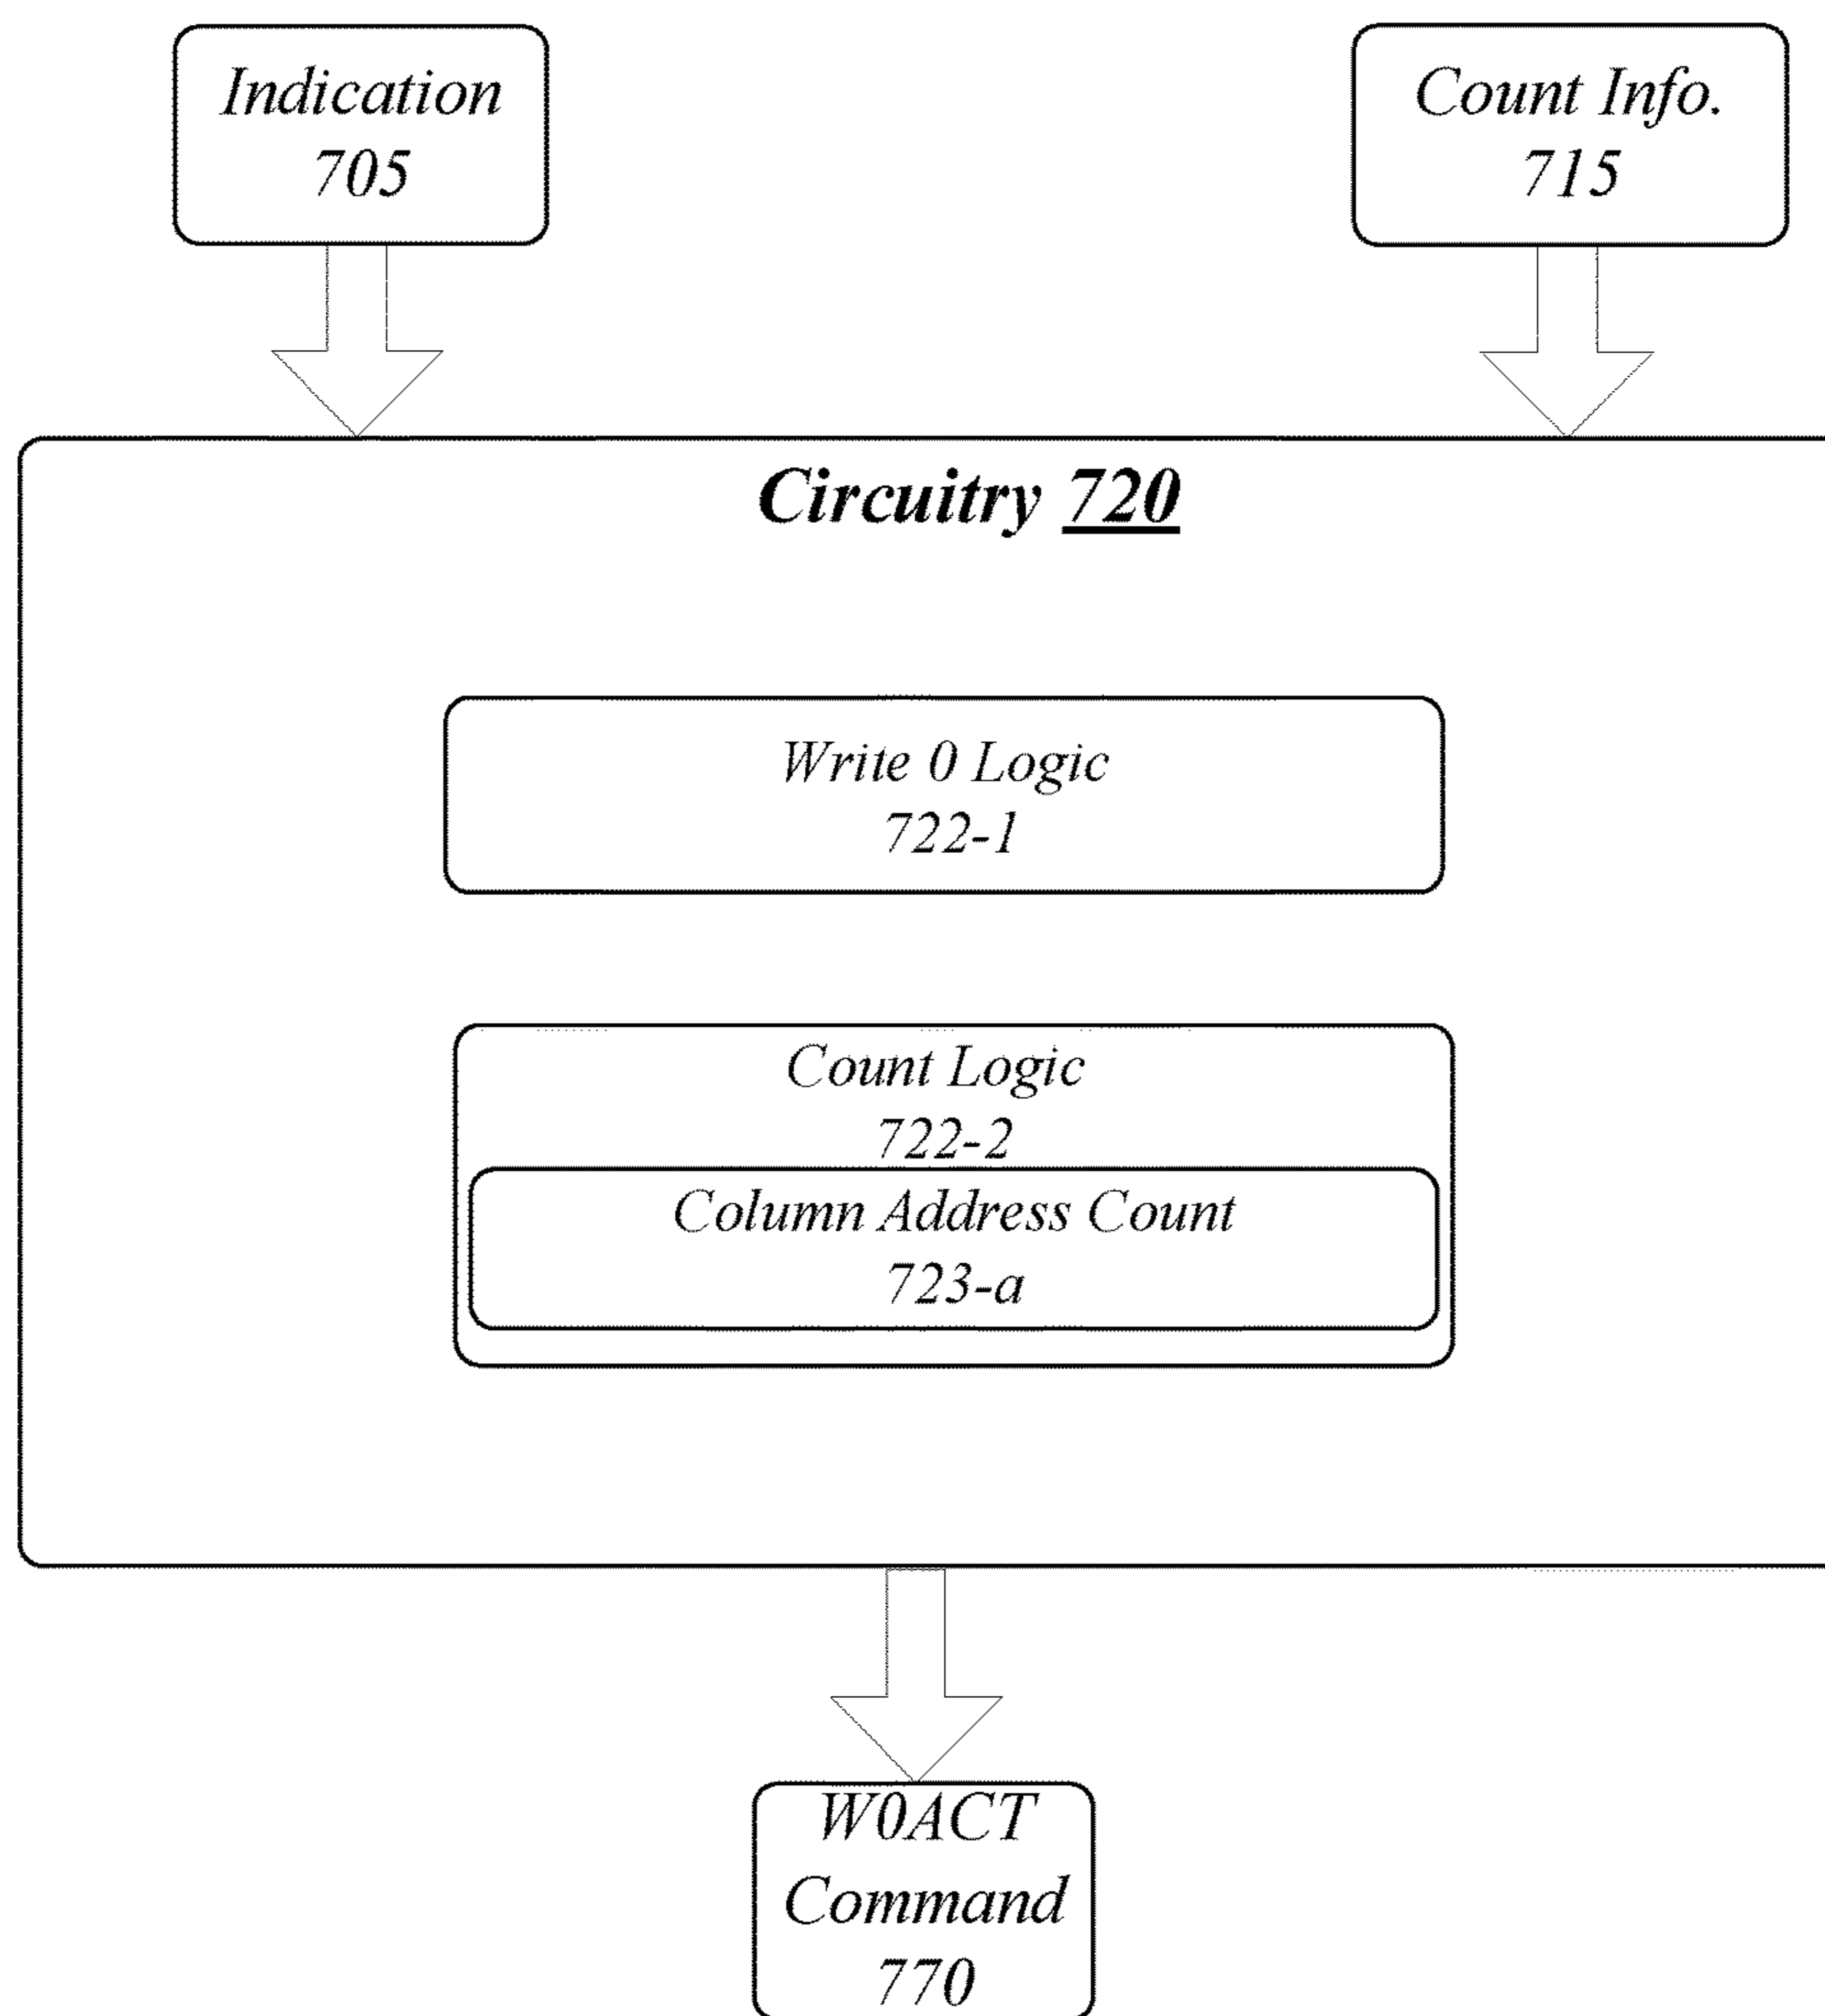 Indication
705
Count Info.
715
Circuitry 720
Write 0 Logic
722-1
Count Logic
722-2
Column Address Count
723-a
W0ACT
Command
770